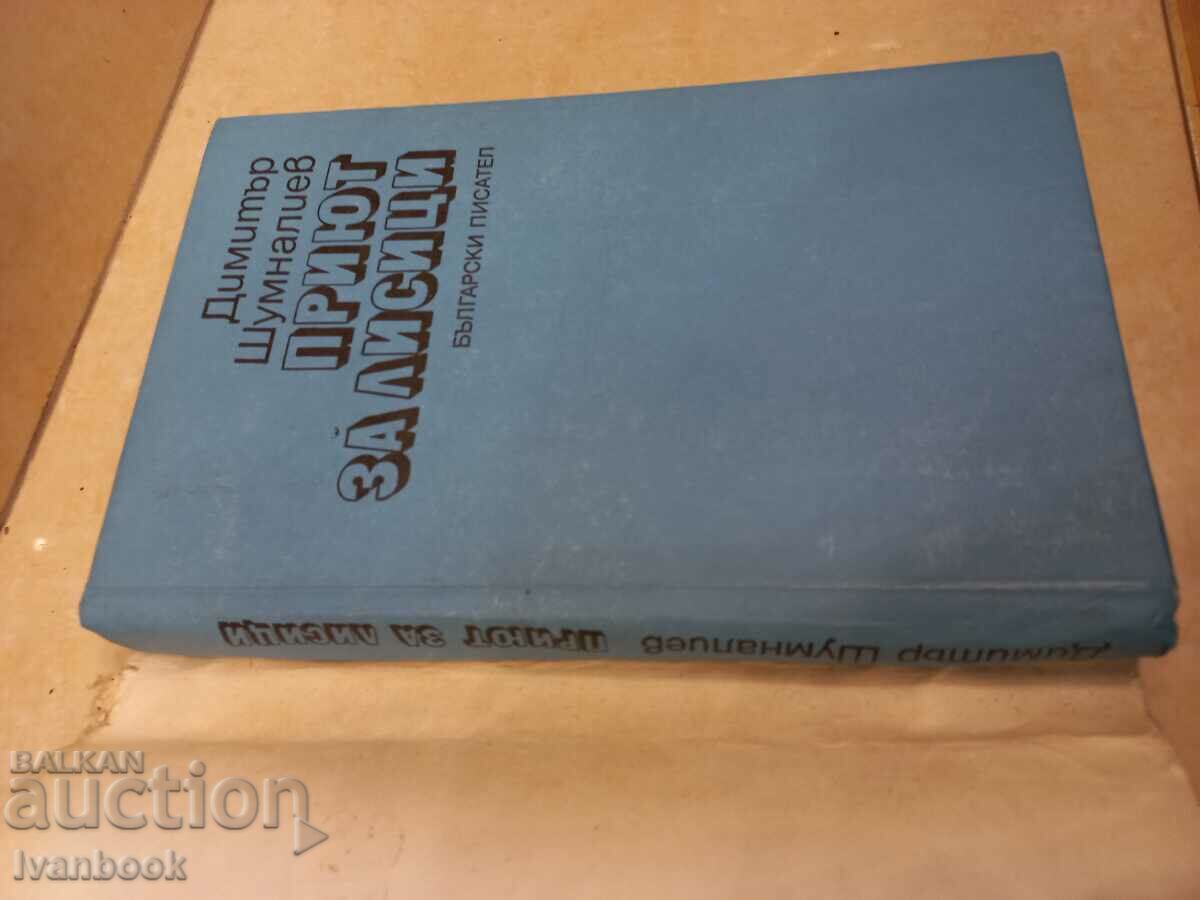 Димитър
Шумналиев
ПРИЮТ
ЗА ЛИСИЦИ
БЪЛГАРСКИ ПИСАТЕЛ
Димитър Шумналиев ПРИЮТ ЗА ЛИСИЦИ
BALKAN
auction
Ivanbook